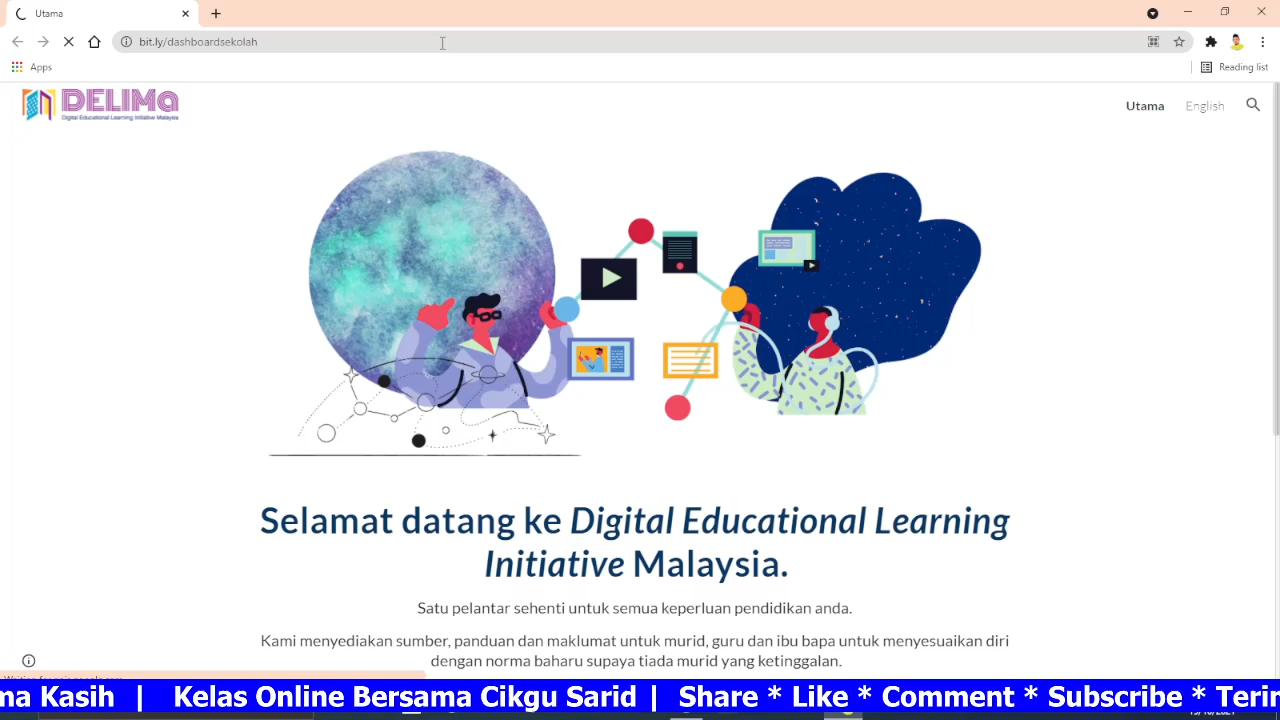 Utama
bit.ly/dashboardsekolah
Apps
Reading list
DELIMa
Digital Educational Learning Initiative Malaysia
Utama
English
Selamat datang ke Digital Educational Learning
Initiative Malaysia.
Satu pelantar sehenti untuk semua keperluan pendidikan anda.
Kami menyediakan sumber, panduan dan maklumat untuk murid, guru dan ibu bapa untuk menyesuaikan diri
dengan norma baharu supaya tiada murid yang ketinggalan.
ma Kasih | Kelas Online Bersama Cikgu Sarid | Share * Like * Comment * Subscribe * Terir